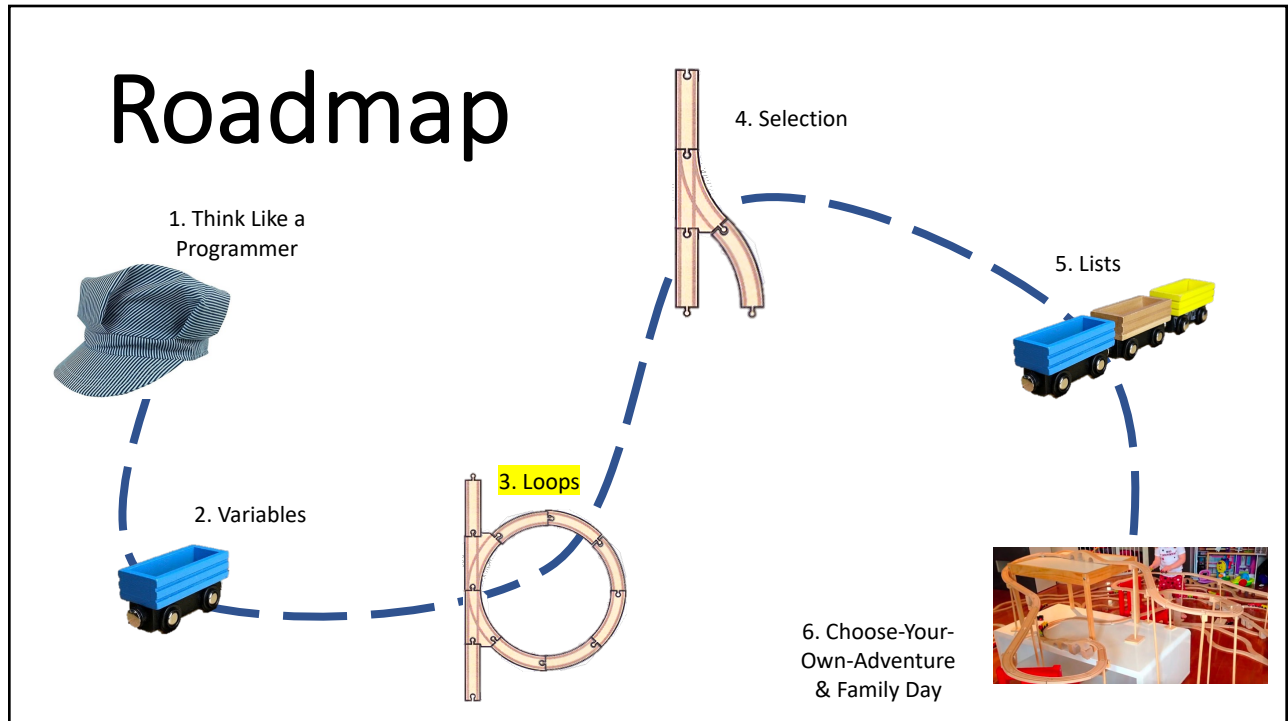 Roadmap
1. Think Like a
Programmer
2. Variables
3. Loops
4. Selection
5. Lists
6. Choose-Your-
Own-Adventure
& Family Day